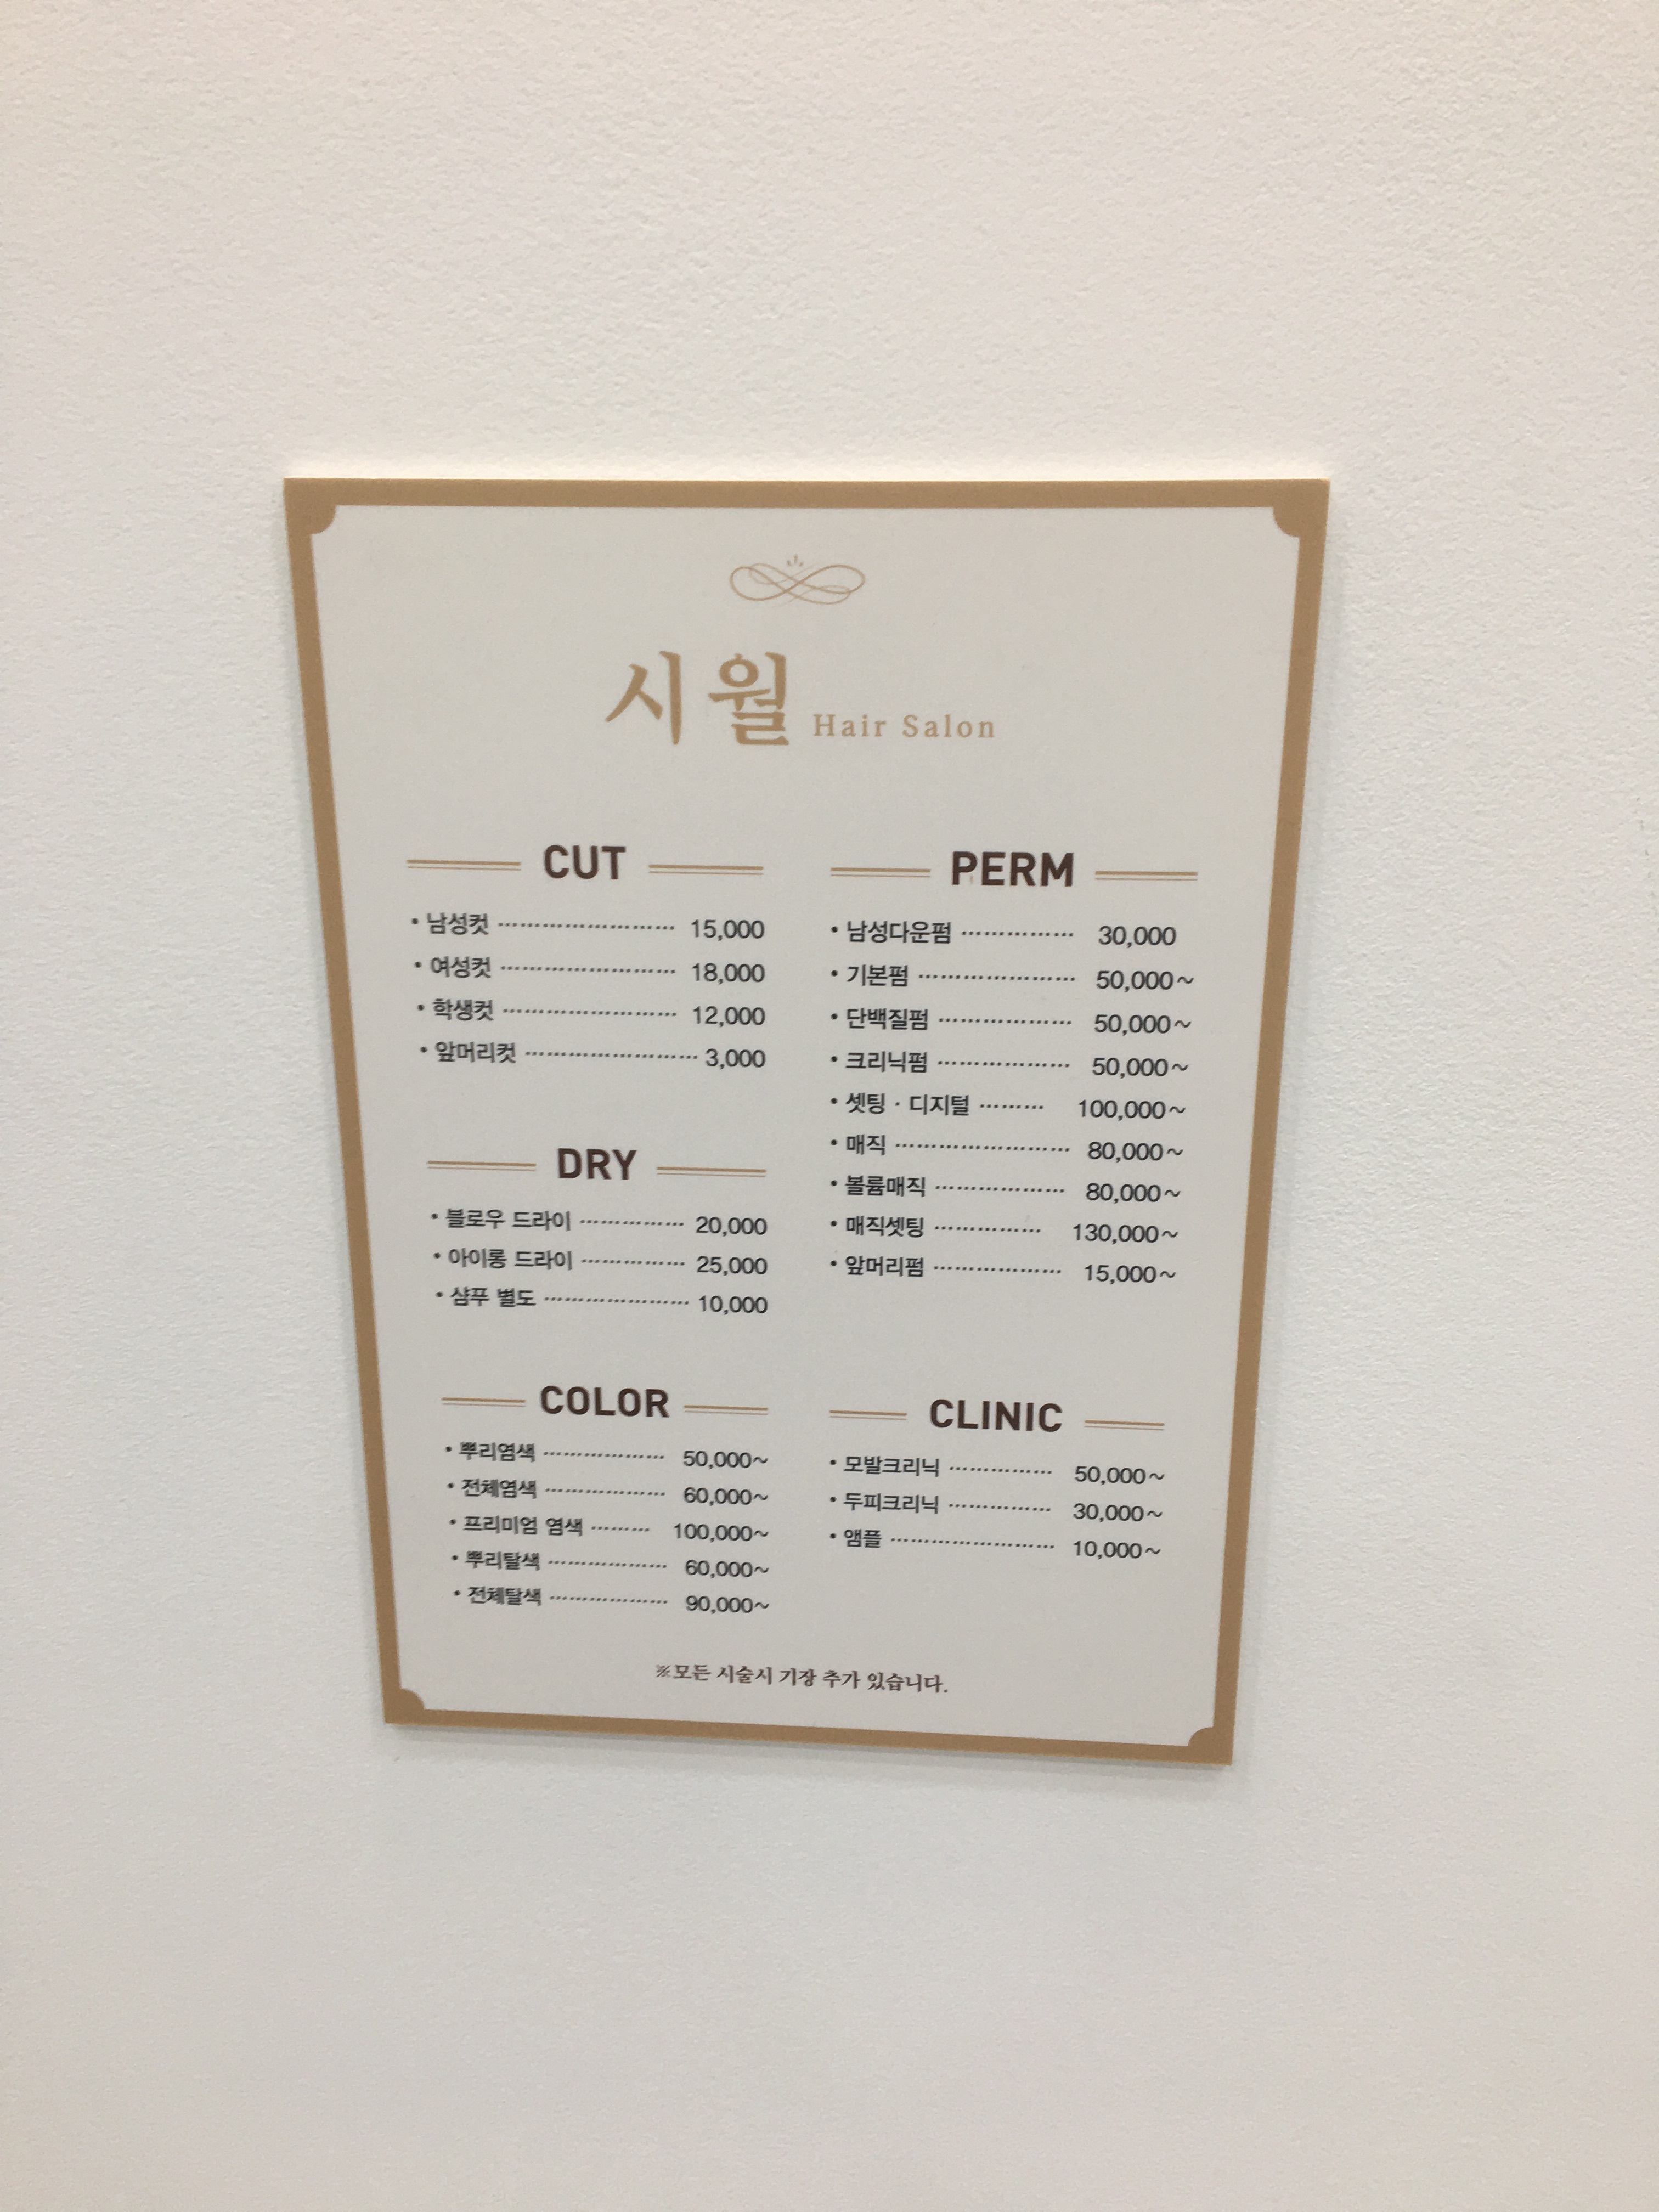 시월 Hair Salon
CUT
• 남성컷 ························ 15,000
• 여성컷 ························ 18,000
• 학생컷 ························ 12,000
• 앞머리컷 ························ 3,000
DRY
• 블로우 드라이 ··············· 20,000
• 아이롱 드라이 ··············· 25,000
• 샴푸 별도 ····················· 10,000
COLOR
• 뿌리염색 ·················· 50,000~
• 전체염색 ·················· 60,000~
• 프리미엄 염색 ········· 100,000~
• 뿌리탈색 ·················· 60,000~
• 전체탈색 ·················· 90,000~
PERM
• 남성다운펌 ··············· 30,000
• 기본펌 ····················· 50,000~
• 단백질펌 ·················· 50,000~
• 크리닉펌 ·················· 50,000~
• 셋팅 · 디지털 ········· 100,000~
• 매직 ························ 80,000~
• 볼륨매직 ·················· 80,000~
• 매직셋팅 ··············· 130,000~
• 앞머리펌 ·················· 15,000~
CLINIC
• 모발크리닉 ··············· 50,000~
• 두피크리닉 ··············· 30,000~
• 앰플 ························ 10,000~
※모든 시술시 기장 추가 있습니다.